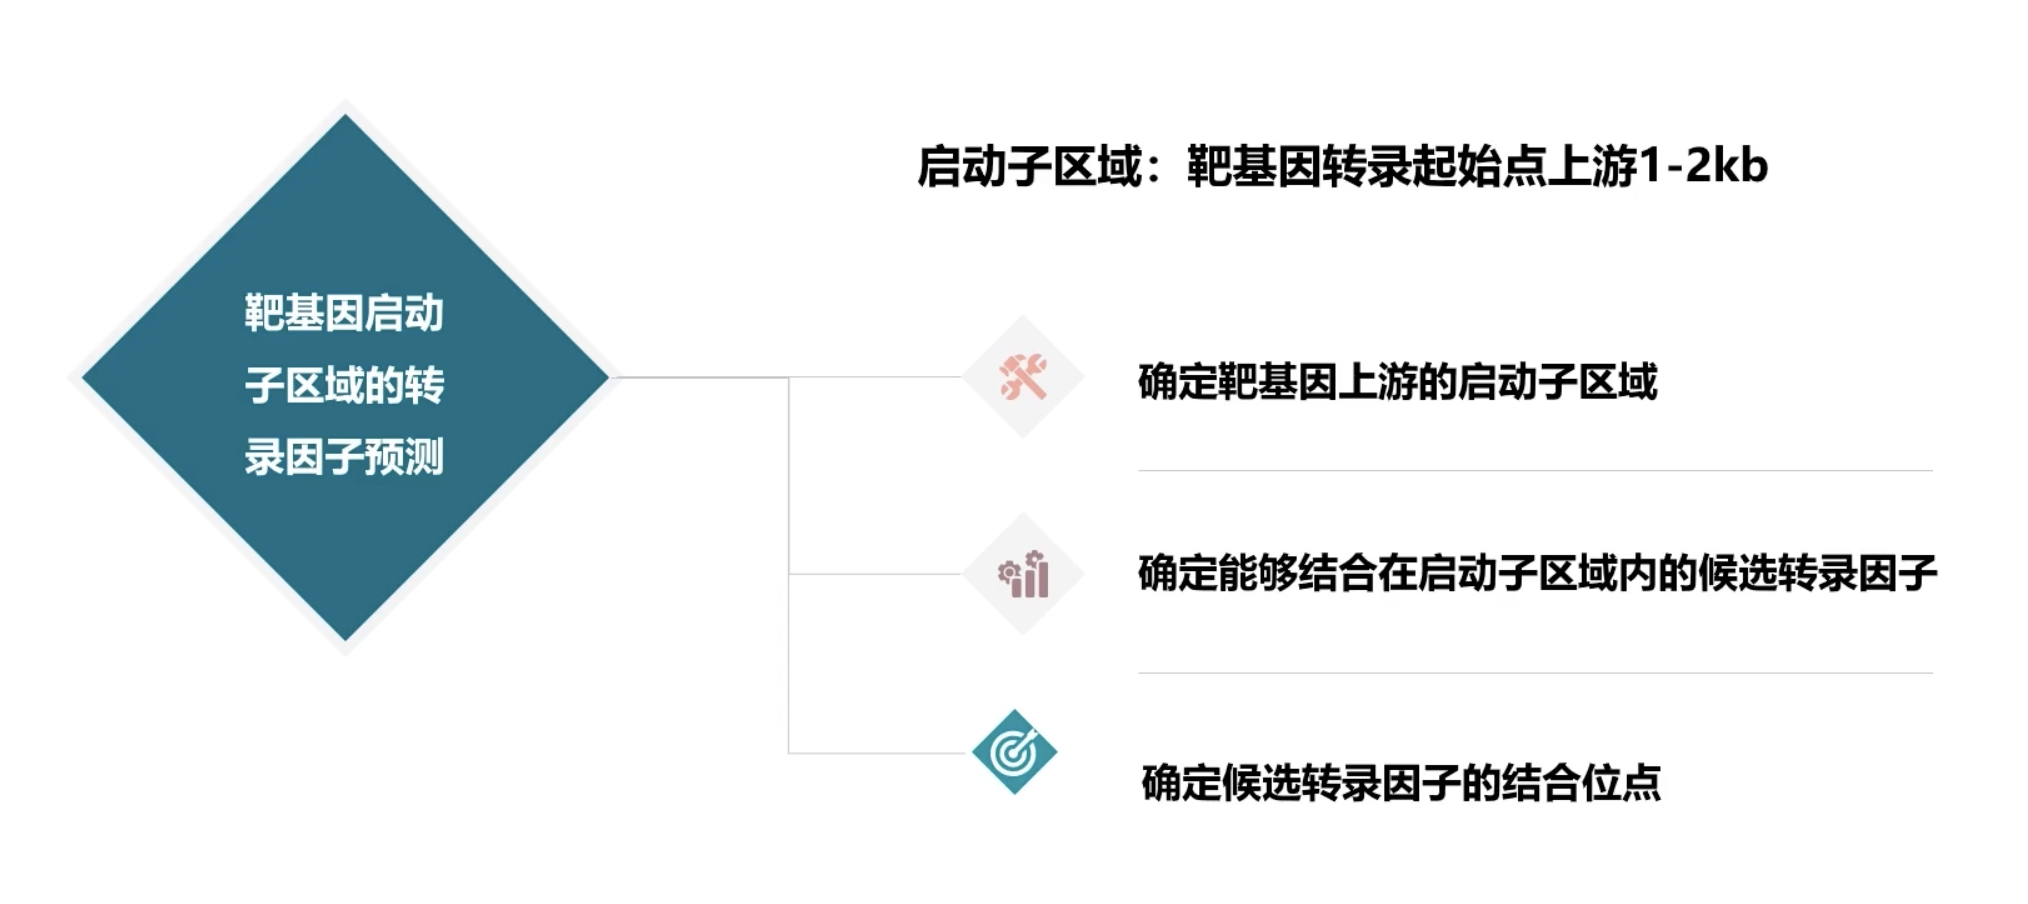 靶基因启动
子区域的转
录因子预测
启动子区域：靶基因转录起始点上游1-2kb
确定靶基因上游的启动子区域
确定能够结合在启动子区域内的候选转录因子
确定候选转录因子的结合位点